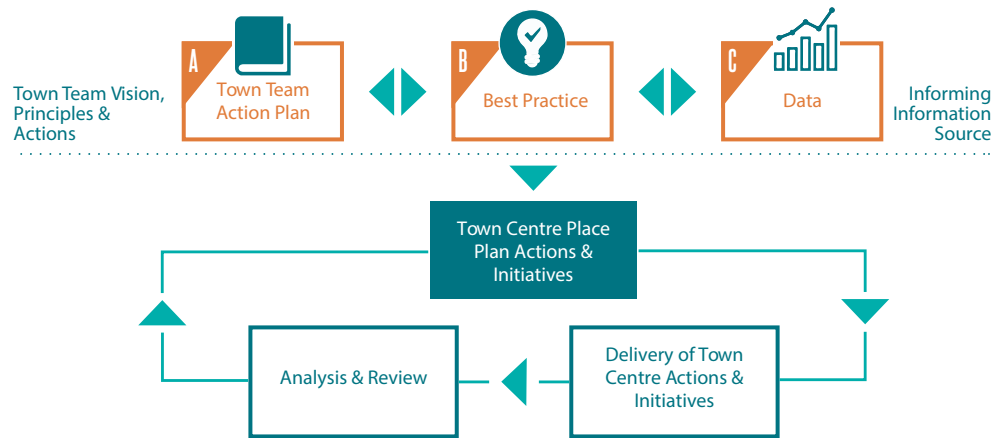 Town Team Vision,
Principles &
Actions
A
Town Team
Action Plan
B
Best Practice
C
Data
Informing
Information
Source
Town Centre Place
Plan Actions &
Initiatives
Analysis & Review
Delivery of Town
Centre Actions &
Initiatives